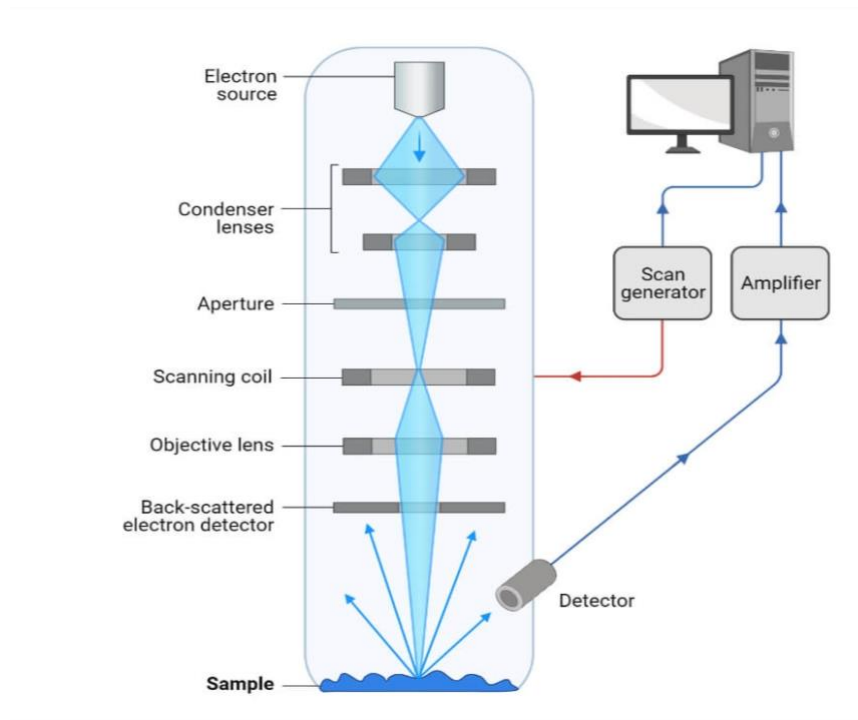 Electron
source
Condenser
lenses
Aperture
Scanning coil
Objective lens
Back-scattered
electron detector
Sample
Scan
generator
Amplifier
Detector